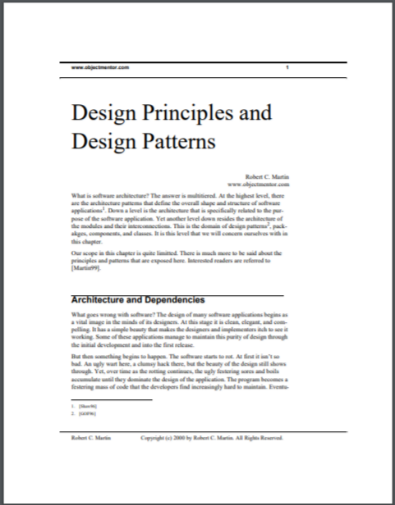 www.objectmentor.com 1
Design Principles and
Design Patterns
Robert C. Martin
www.objectmentor.com
What is software architecture? The answer is multitiered. At the highest level, there
are the architecture patterns that define the overall shape and structure of software
applications1. Down a level is the architecture that is specifically related to the pur-
pose of the software application. Yet another level down resides the architecture of
the modules and their interconnections. This is the domain of design patterns2, pack-
akges, components, and classes. It is this level that we will concern ourselves with in
this chapter.
Our scope in this chapter is quite limitted. There is much more to be said about the
principles and patterns that are exposed here. Interested readers are referred to
[Martin99].
Architecture and Dependencies
What goes wrong with software? The design of many software applications begins as
a vital image in the minds of its designers. At this stage it is clean, elegant, and com-
pelling. It has a simple beauty that makes the designers and implementers itch to see it
working. Some of these applications manage to maintain this purity of design through
the initial development and into the first release.
But then something begins to happen. The software starts to rot. At first it isn't so
bad. An ugly wart here, a clumsy hack there, but the beauty of the design still shows
through. Yet, over time as the rotting continues, the ugly festering sores and boils
accumulate until they dominate the design of the application. The program becomes a
festering mass of code that the developers find increasingly hard to maintain. Eventu-
1. [Shaw96]
2. [GOF96]
Robert C. Martin Copyright (c) 2000 by Robert C. Martin. All Rights Reserved.